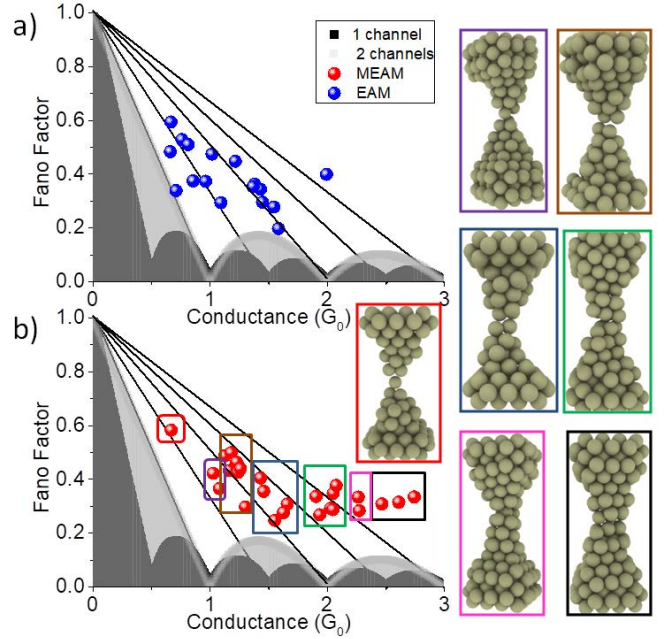 a)
1.0
0.8
0.6
0.4
0.2
0.0
Fano Factor
1 channel
2 channels
MEAM
EAM
0 1 2 3
Conductance (G₀)
b)
1.0
0.8
0.6
0.4
0.2
0.0
Fano Factor
0 1 2 3
Conductance (G₀)